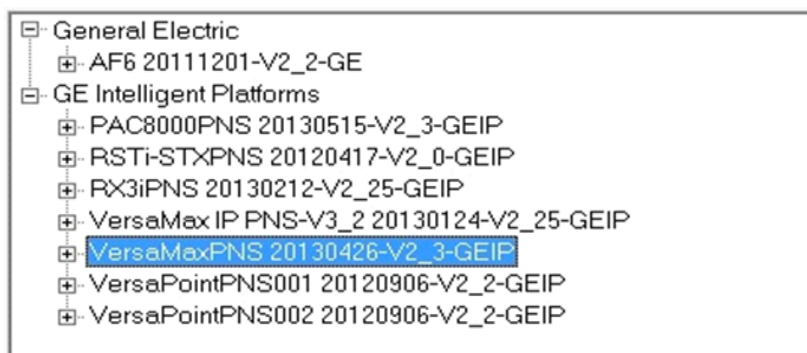 General Electric
AF6 20111201-V2_2-GE
GE Intelligent Platforms
PAC8000PNS 20130515-V2_3-GEIP
RSTi-STXPNS 20120417-V2_0-GEIP
RX3iPNS 20130212-V2_25-GEIP
VersaMax IP PNS-V3_2 20130124-V2_25-GEIP
VersaMaxPNS 20130426-V2_3-GEIP
VersaPointPNS001 20120906-V2_2-GEIP
VersaPointPNS002 20120906-V2_2-GEIP